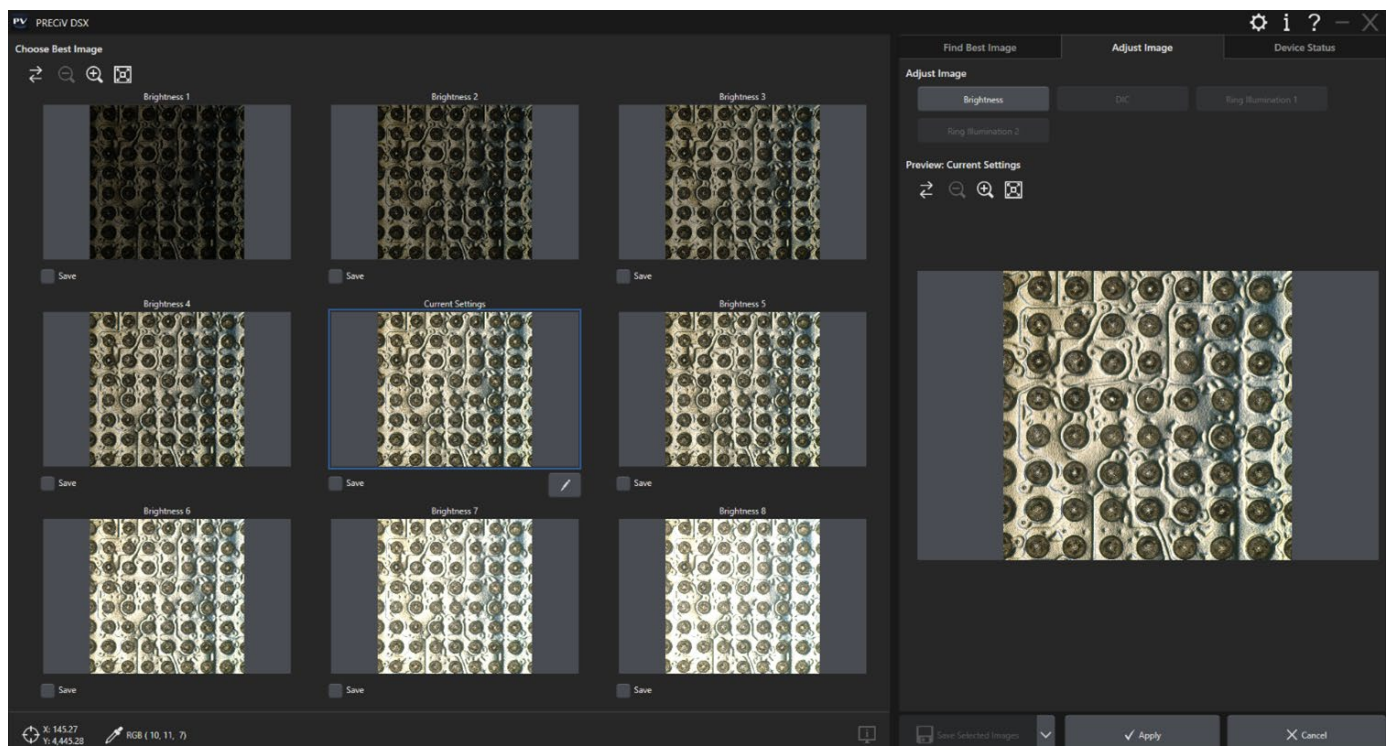 PV PRECiV DSX
Choose Best Image
Brightness 1
Brightness 2
Brightness 3
Save
Save
Save
Brightness 4
Current Settings
Brightness 5
Save
Save
Save
Brightness 6
Brightness 7
Brightness 8
Save
Save
Save
X: 145.27
Y: 4,445.28
RGB ( 10, 11, 7)
Find Best Image
Adjust Image
Device Status
Adjust Image
Brightness
DIC
Ring Illumination 1
Ring Illumination 2
Preview: Current Settings
Save Selected Images
Apply
Cancel